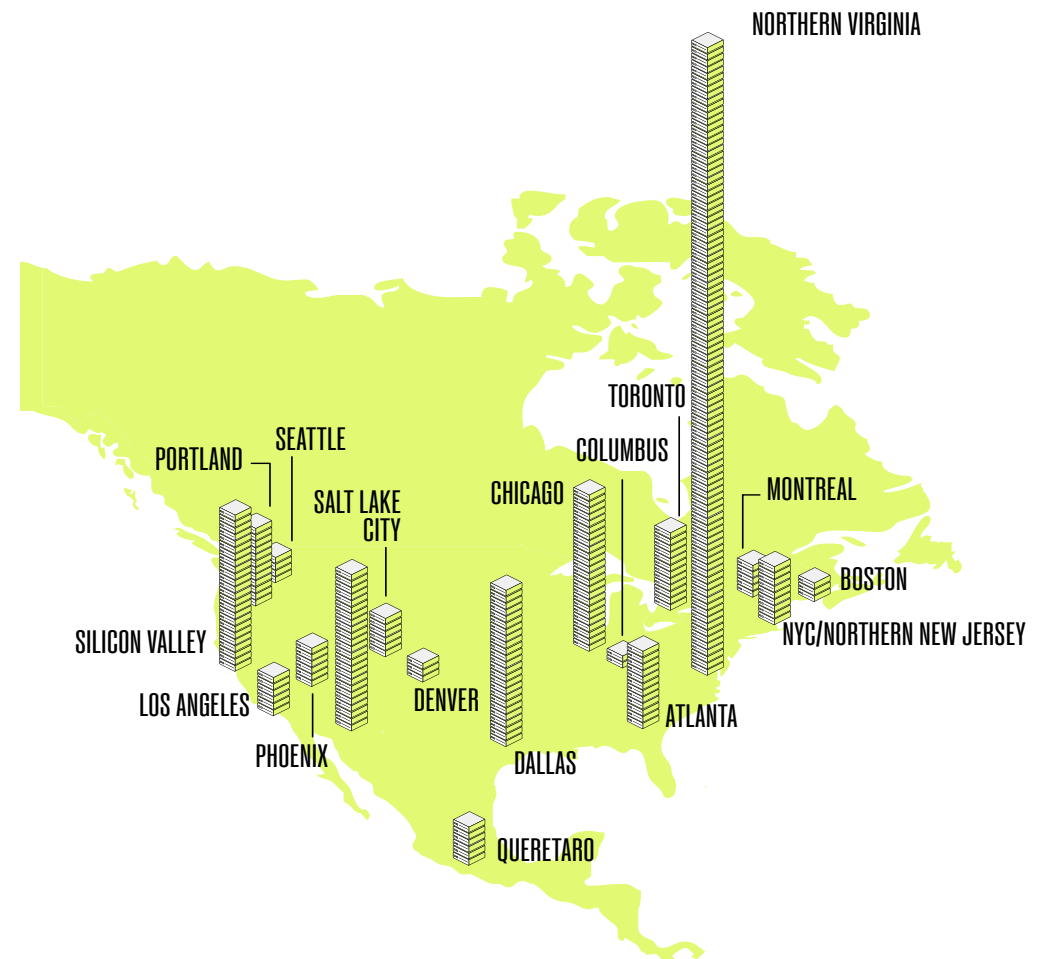 NORTHERN VIRGINIA
TORONTO
COLUMBUS
SEATTLE
PORTLAND
SALT LAKE
CITY
CHICAGO
MONTREAL
BOSTON
NYC/NORTHERN NEW JERSEY
SILICON VALLEY
LOS ANGELES
DENVER
ATLANTA
PHOENIX
DALLAS
QUERETARO